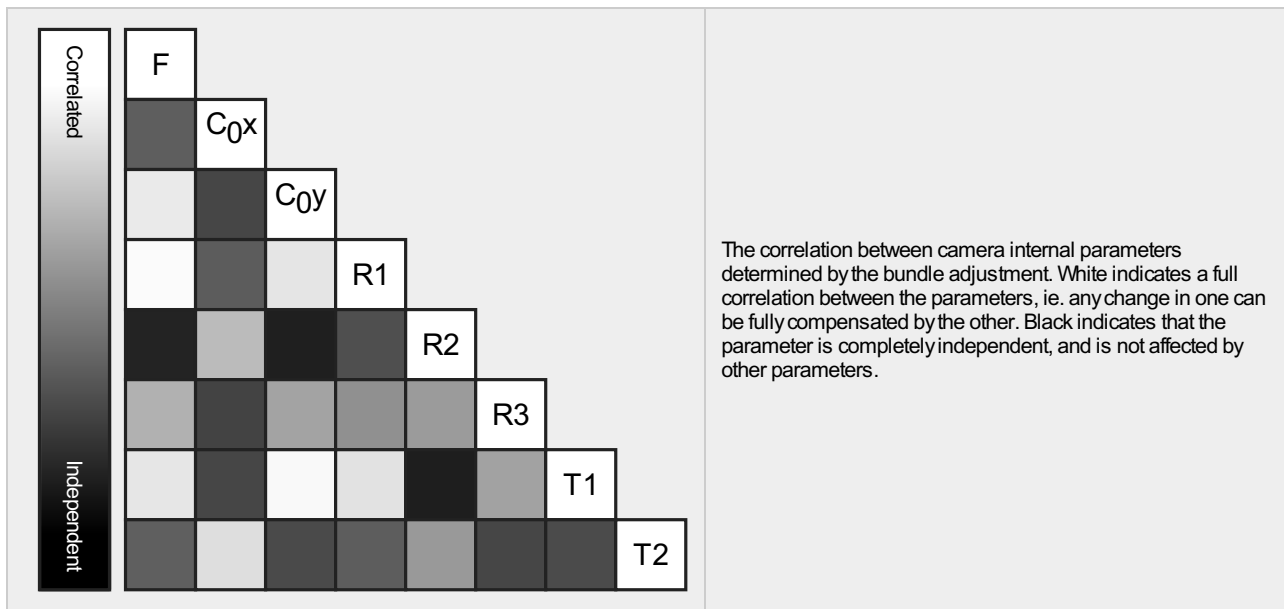 Correlated
Independent
F
C0x
C0y
R1
R2
R3
T1
T2
The correlation between camera internal parameters
determined by the bundle adjustment. White indicates a full
correlation between the parameters, ie. any change in one can
be fully compensated by the other. Black indicates that the
parameter is completely independent, and is not affected by
other parameters.